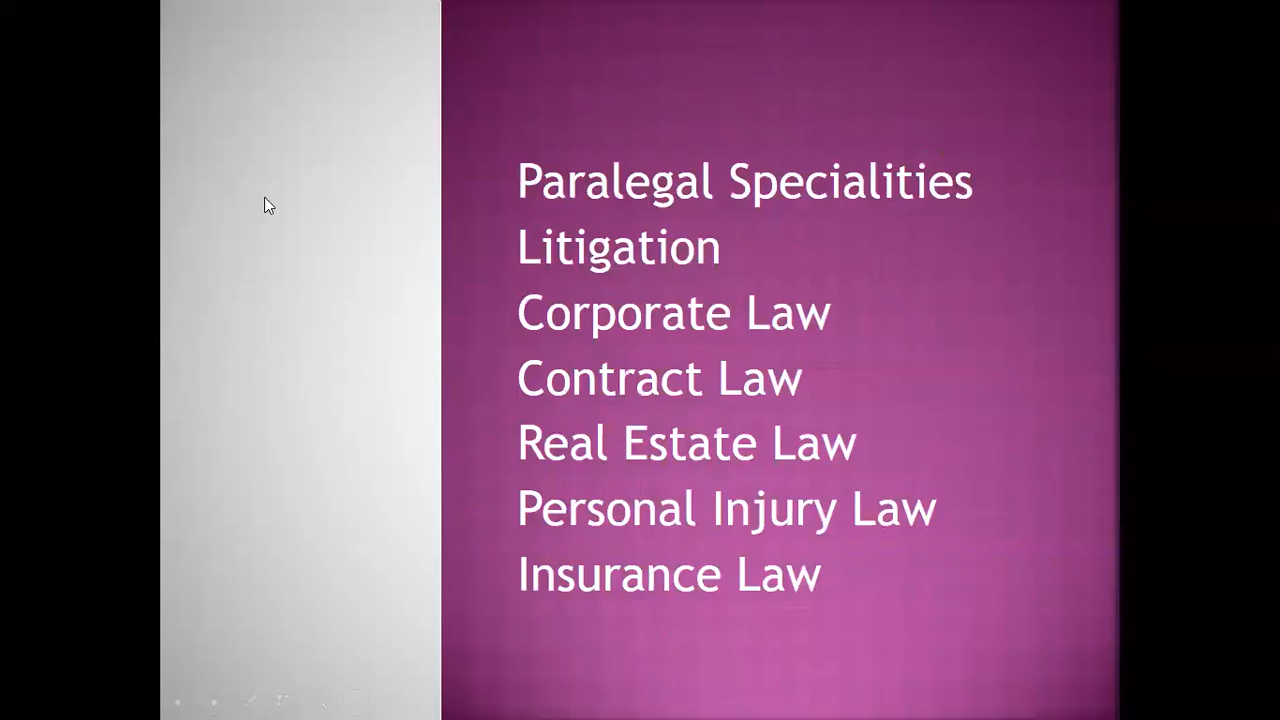 Paralegal Specialities
Litigation
Corporate Law
Contract Law
Real Estate Law
Personal Injury Law
Insurance Law